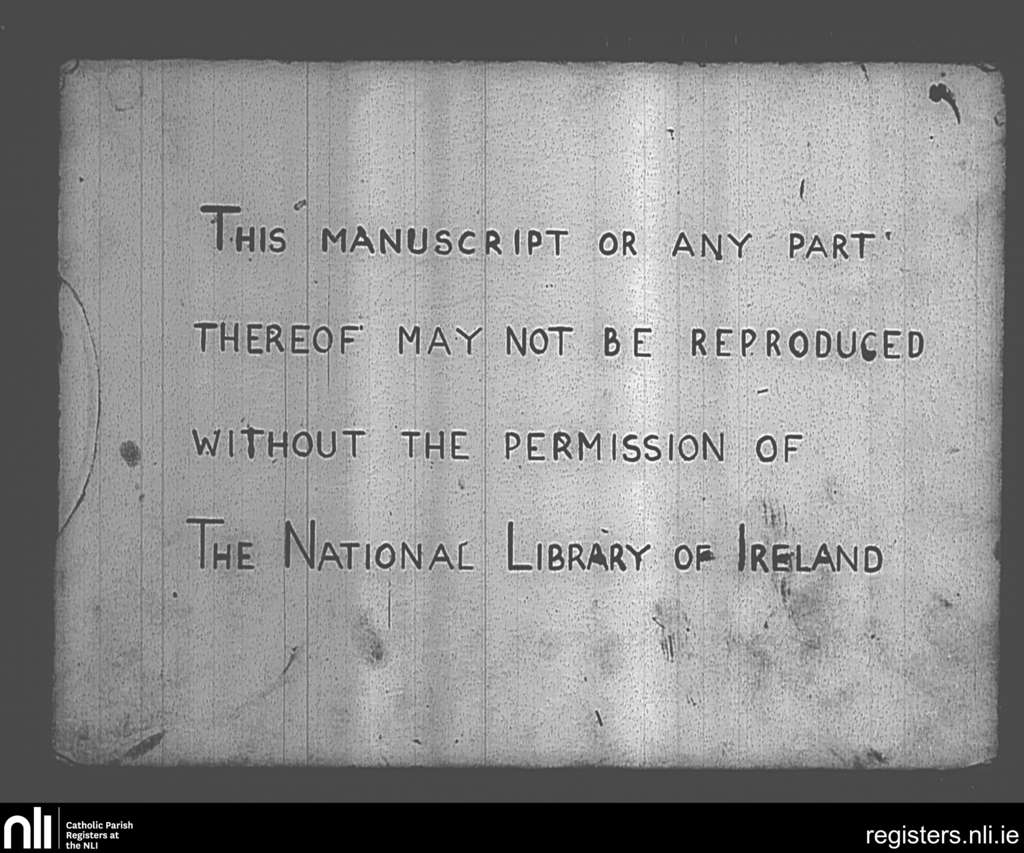 THIS MANUSCRIPT OR ANY PART
THEREOF MAY NOT BE REPRODUCED
WITHOUT THE PERMISSION OF
THE NATIONAL LIBRARY OF IRELAND
nli
Catholic Parish
Registers at
the NLI
registers.nli.ie